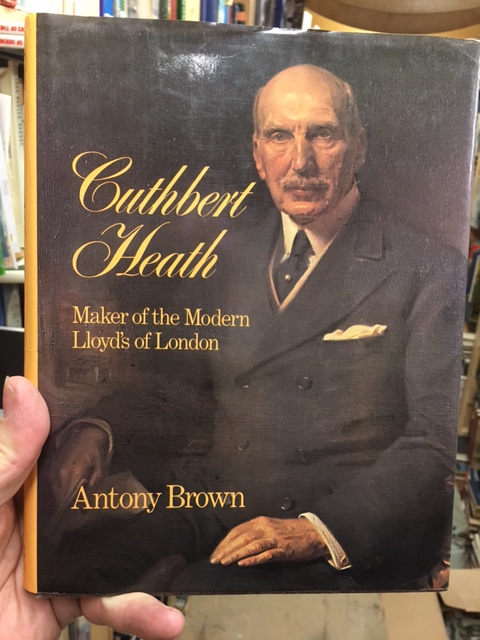 Cuthbert
Heath
Maker of the Modern
Lloyd's of London
Antony Brown